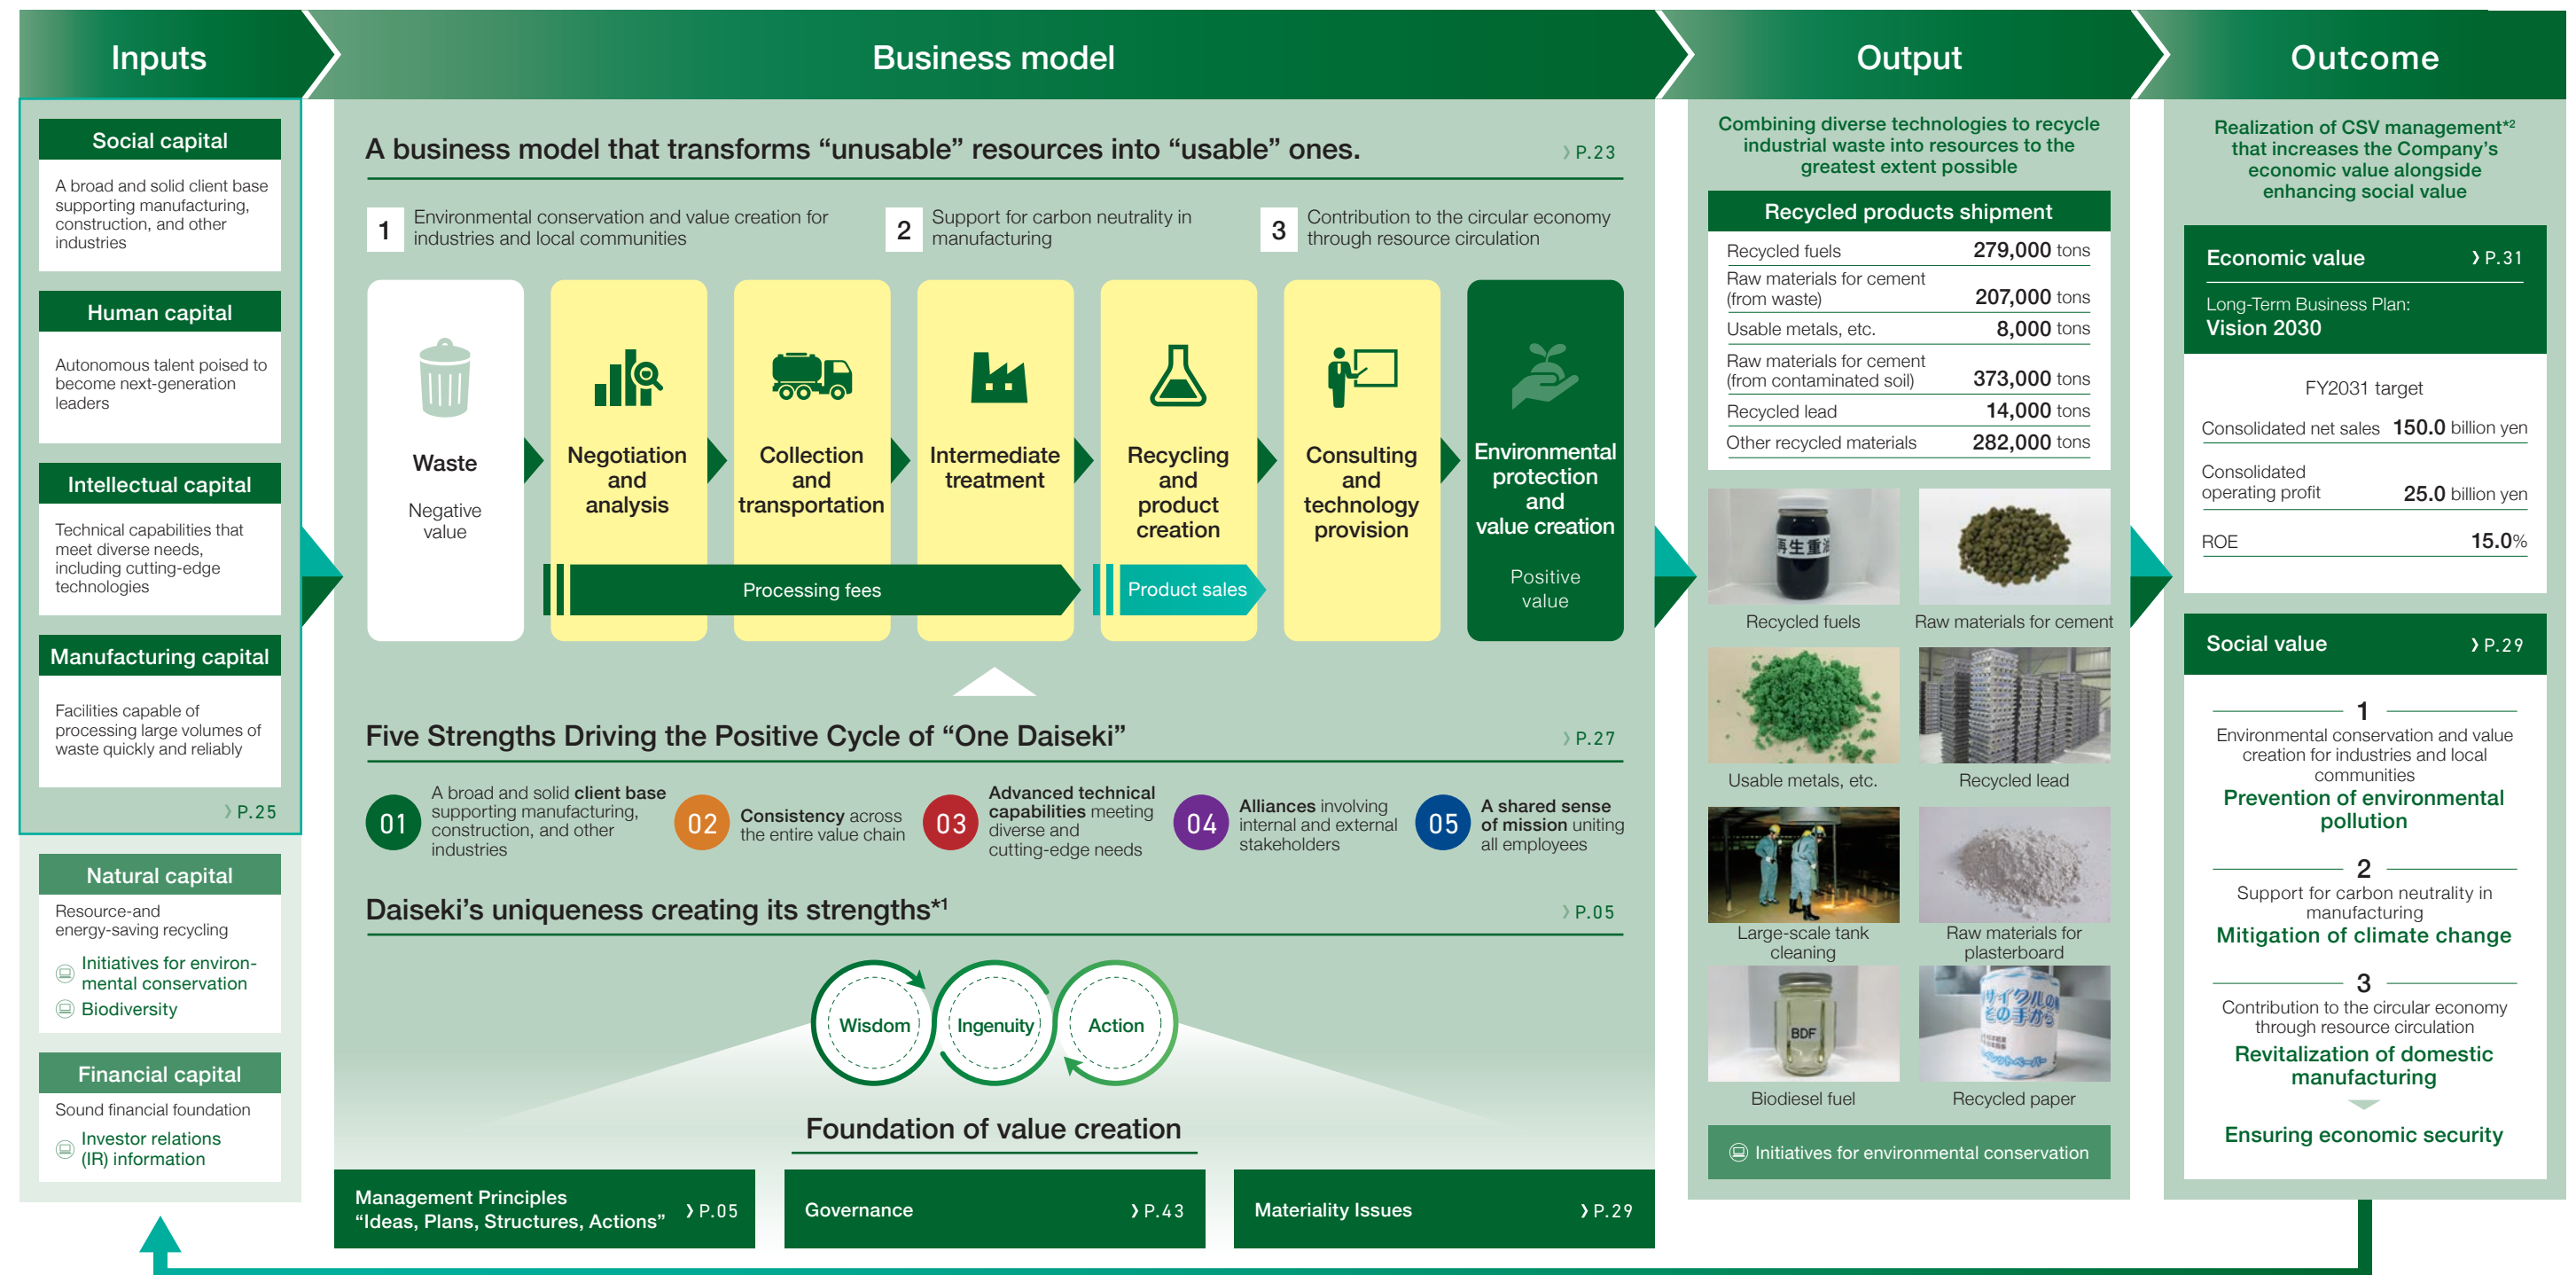 Inputs
Business model
Output
Outcome
Social capital
A broad and solid client base
supporting manufacturing,
construction, and other
industries
Human capital
Autonomous talent poised to
become next-generation
leaders
Intellectual capital
Technical capabilities that
meet diverse needs,
including cutting-edge
technologies
Manufacturing capital
Facilities capable of
processing large volumes of
waste quickly and reliably
P.25
Natural capital
Resource-and
energy-saving recycling
Initiatives for environ-
mental conservation
Biodiversity
Financial capital
Sound financial foundation
Investor relations
(IR) information
A business model that transforms “unusable” resources into “usable” ones.
P.23
1
Environmental conservation and value creation for
industries and local communities
2
Support for carbon neutrality in
manufacturing
3
Contribution to the circular economy
through resource circulation
Waste
Negative
value
Negotiation
and
analysis
Collection
and
transportation
Intermediate
treatment
Recycling
and
product
creation
Consulting
and
technology
provision
Environmental
protection
and
value creation
Positive
value
Processing fees
Product sales
Five Strengths Driving the Positive Cycle of “One Daiseki”
P.27
01
A broad and solid client base
supporting manufacturing,
construction, and other
industries
02
Consistency across
the entire value chain
03
Advanced technical
capabilities meeting
diverse and
cutting-edge needs
04
Alliances involving
internal and external
stakeholders
05
A shared sense
of mission uniting
all employees
Daiseki’s uniqueness creating its strengths*1
P.05
Wisdom
Ingenuity
Action
Foundation of value creation
Management Principles
“Ideas, Plans, Structures, Actions”
P.05
Governance
P.43
Materiality Issues
P.29
Combining diverse technologies to recycle
industrial waste into resources to the
greatest extent possible
Recycled products shipment
Recycled fuels 279,000 tons
Raw materials for cement
(from waste) 207,000 tons
Usable metals, etc. 8,000 tons
Raw materials for cement
(from contaminated soil) 373,000 tons
Recycled lead 14,000 tons
Other recycled materials 282,000 tons
再生重油
Recycled fuels
Raw materials for cement
Usable metals, etc.
Recycled lead
Large-scale tank
cleaning
Raw materials for
plasterboard
BDF
Biodiesel fuel
その手から
Recycled paper
Initiatives for environmental conservation
Realization of CSV management*2
that increases the Company’s
economic value alongside
enhancing social value
Economic value
P.31
Long-Term Business Plan:
Vision 2030
FY2031 target
Consolidated net sales 150.0 billion yen
Consolidated
operating profit 25.0 billion yen
ROE 15.0%
Social value
P.29
1
Environmental conservation and value
creation for industries and local
communities
Prevention of environmental
pollution
2
Support for carbon neutrality in
manufacturing
Mitigation of climate change
3
Contribution to the circular economy
through resource circulation
Revitalization of domestic
manufacturing
Ensuring economic security